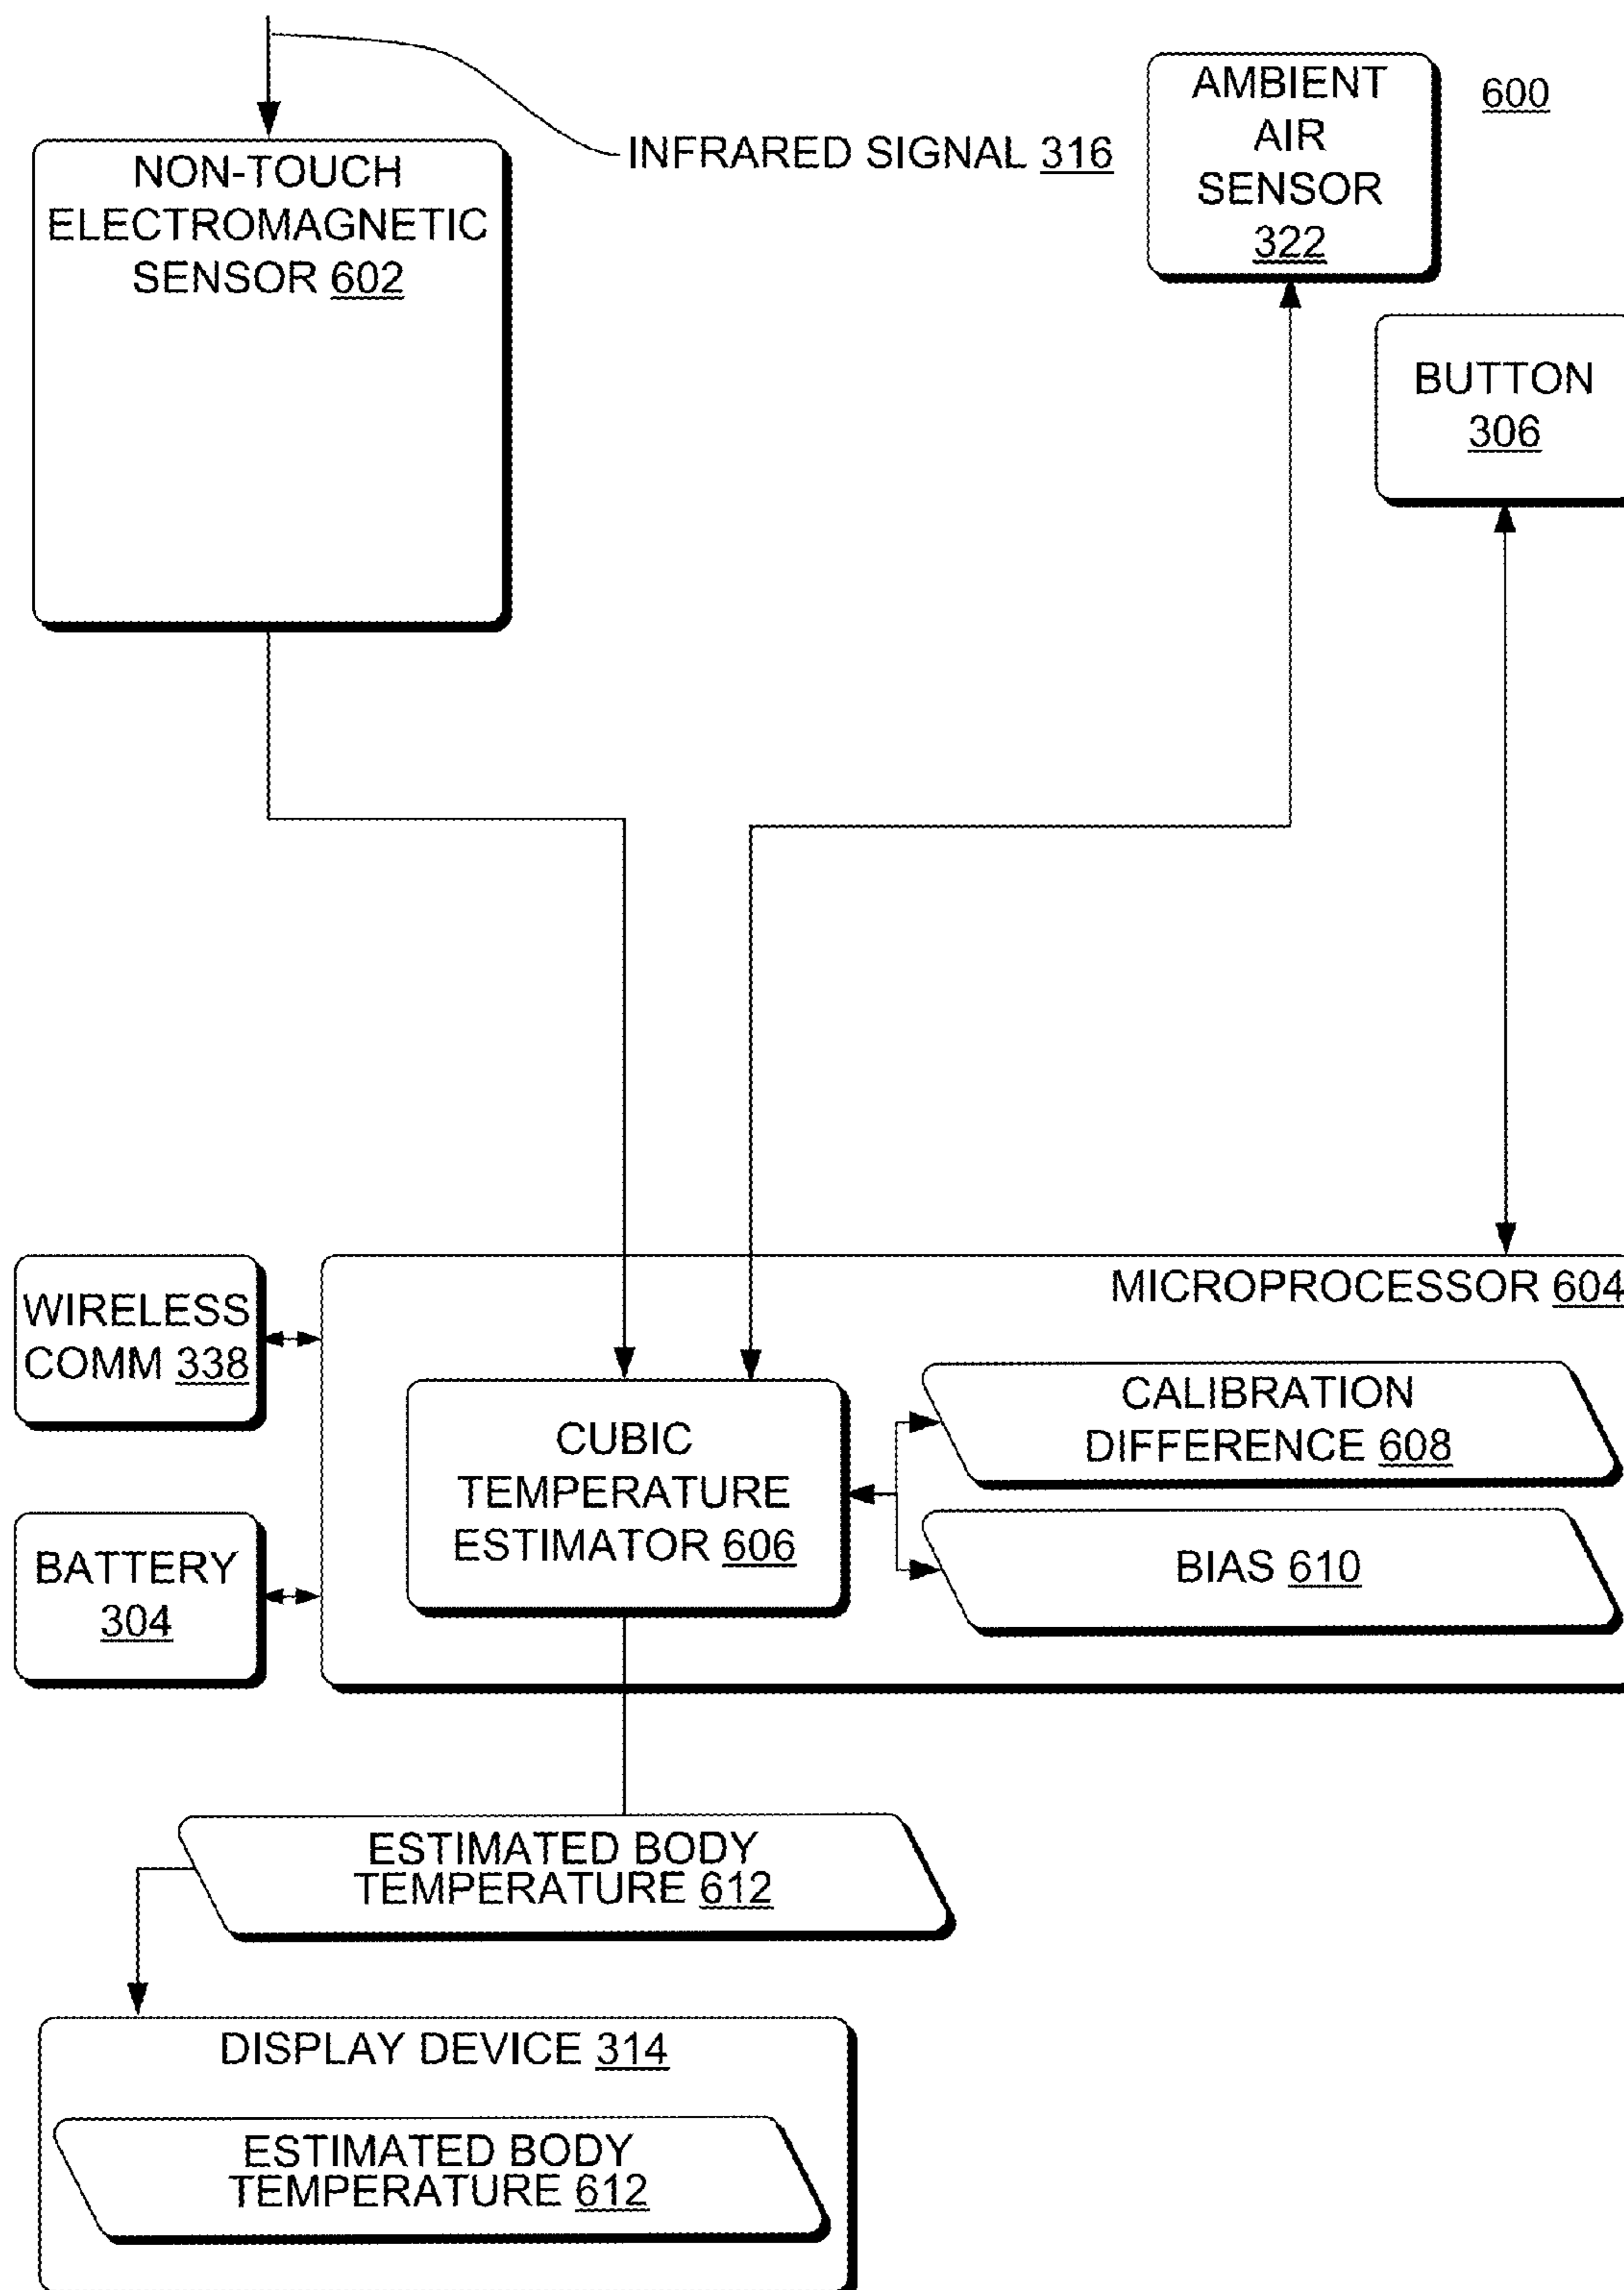 INFRARED SIGNAL 316
AMBIENT
AIR
SENSOR
322
600
NON-TOUCH
ELECTROMAGNETIC
SENSOR 602
BUTTON
306
MICROPROCESSOR 604
WIRELESS
COMM 338
CALIBRATION
DIFFERENCE 608
CUBIC
TEMPERATURE
ESTIMATOR 606
BIAS 610
BATTERY
304
ESTIMATED BODY
TEMPERATURE 612
DISPLAY DEVICE 314
ESTIMATED BODY
TEMPERATURE 612